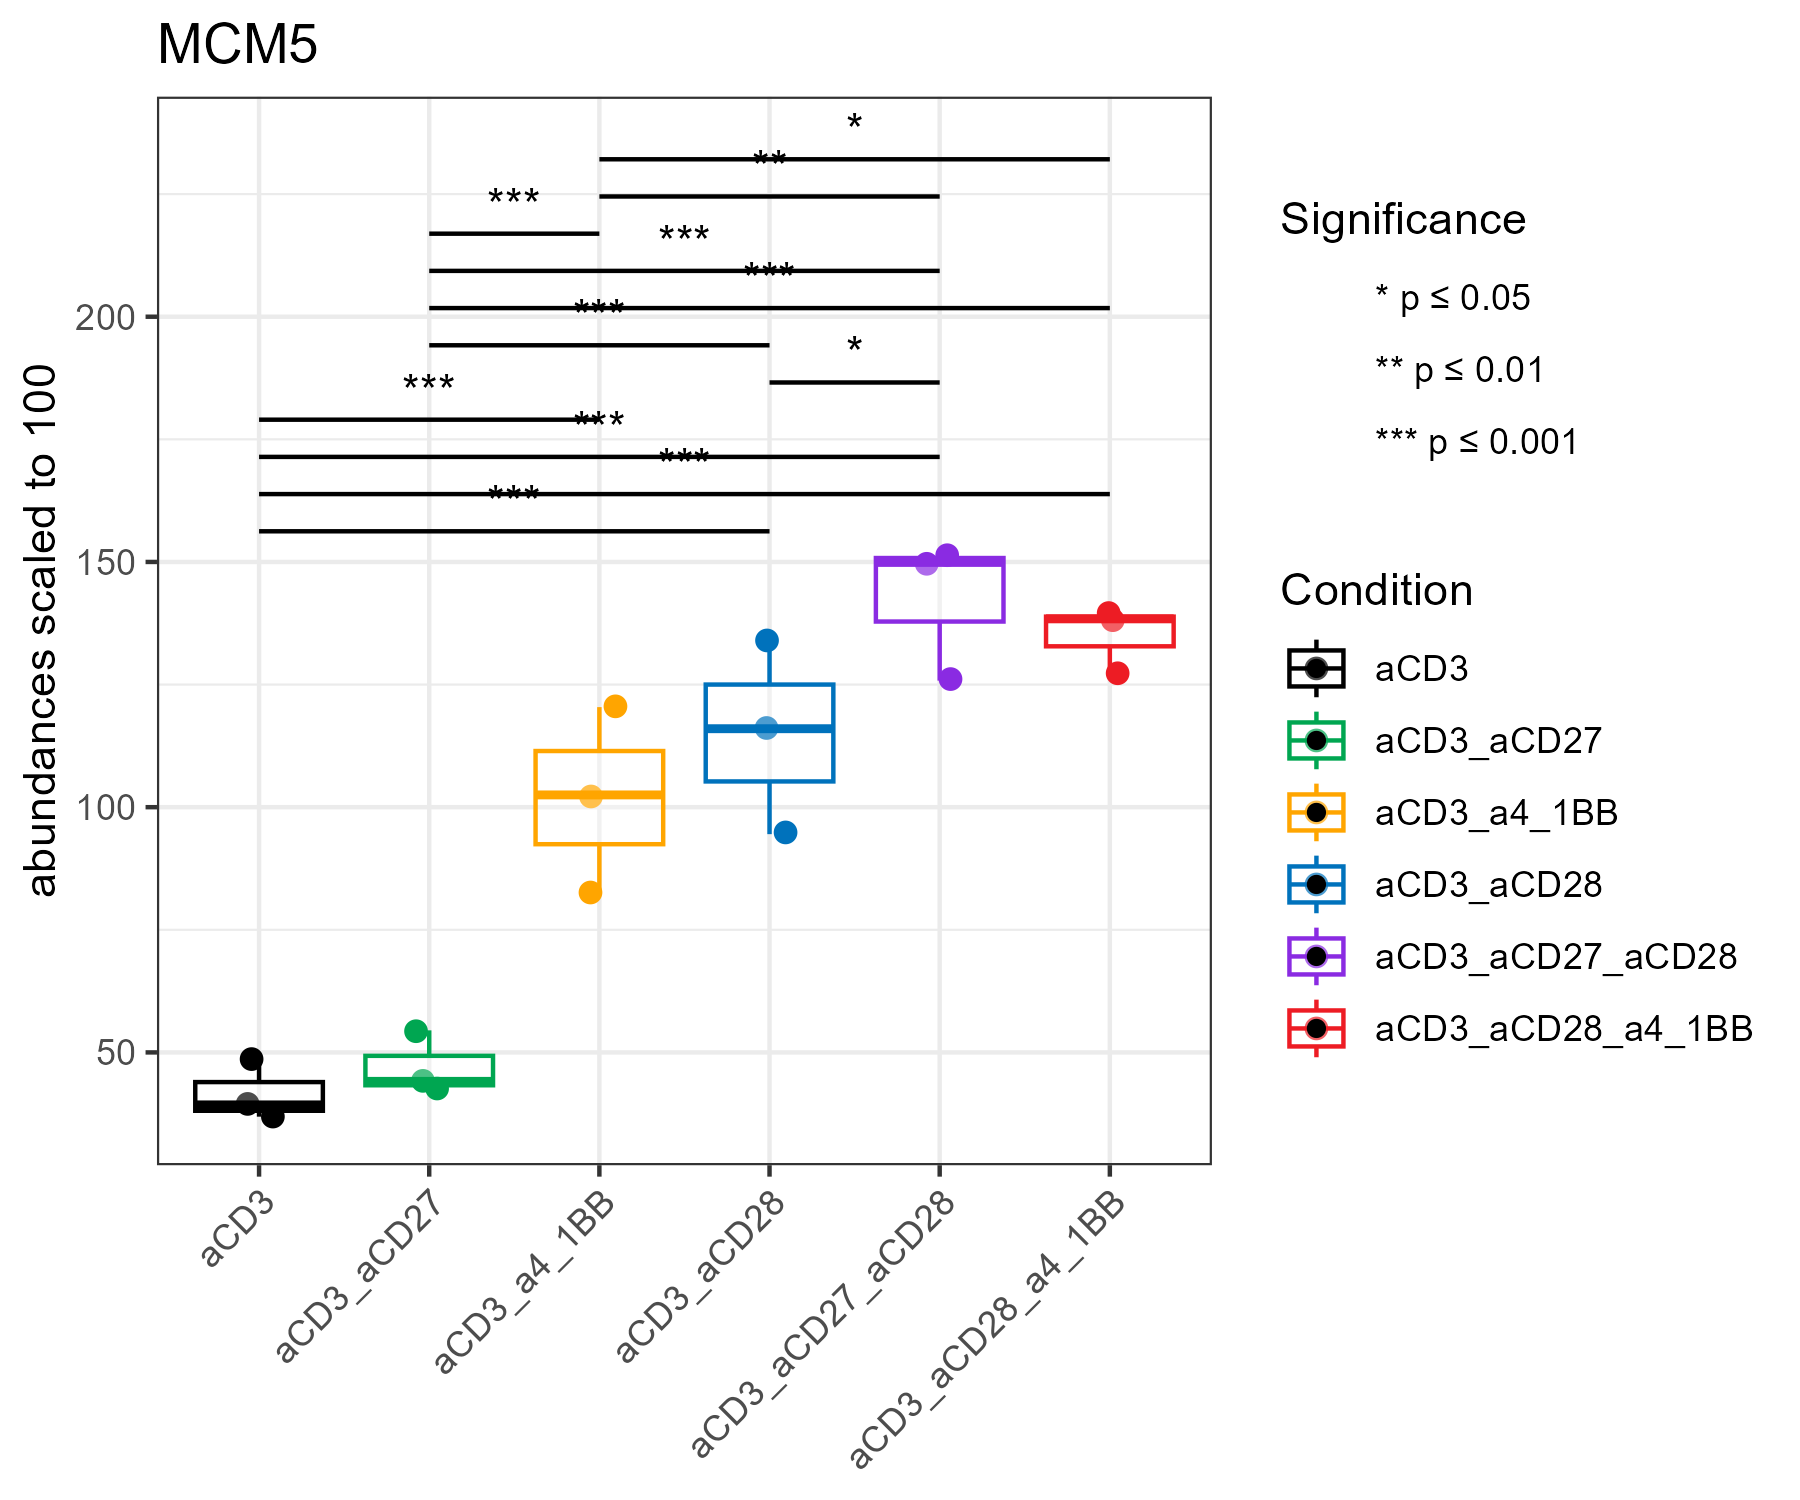 MCM5
abundances scaled to 100
200
150
100
50
*
**
***
***
***
***
*
***
***
***
***
aCD3
aCD3_aCD27
aCD3_a4_1BB
aCD3_aCD28
aCD3_aCD27_aCD28
aCD3_aCD28_a4_1BB
Significance
* p ≤ 0.05
** p ≤ 0.01
*** p ≤ 0.001
Condition
aCD3
aCD3_aCD27
aCD3_a4_1BB
aCD3_aCD28
aCD3_aCD27_aCD28
aCD3_aCD28_a4_1BB